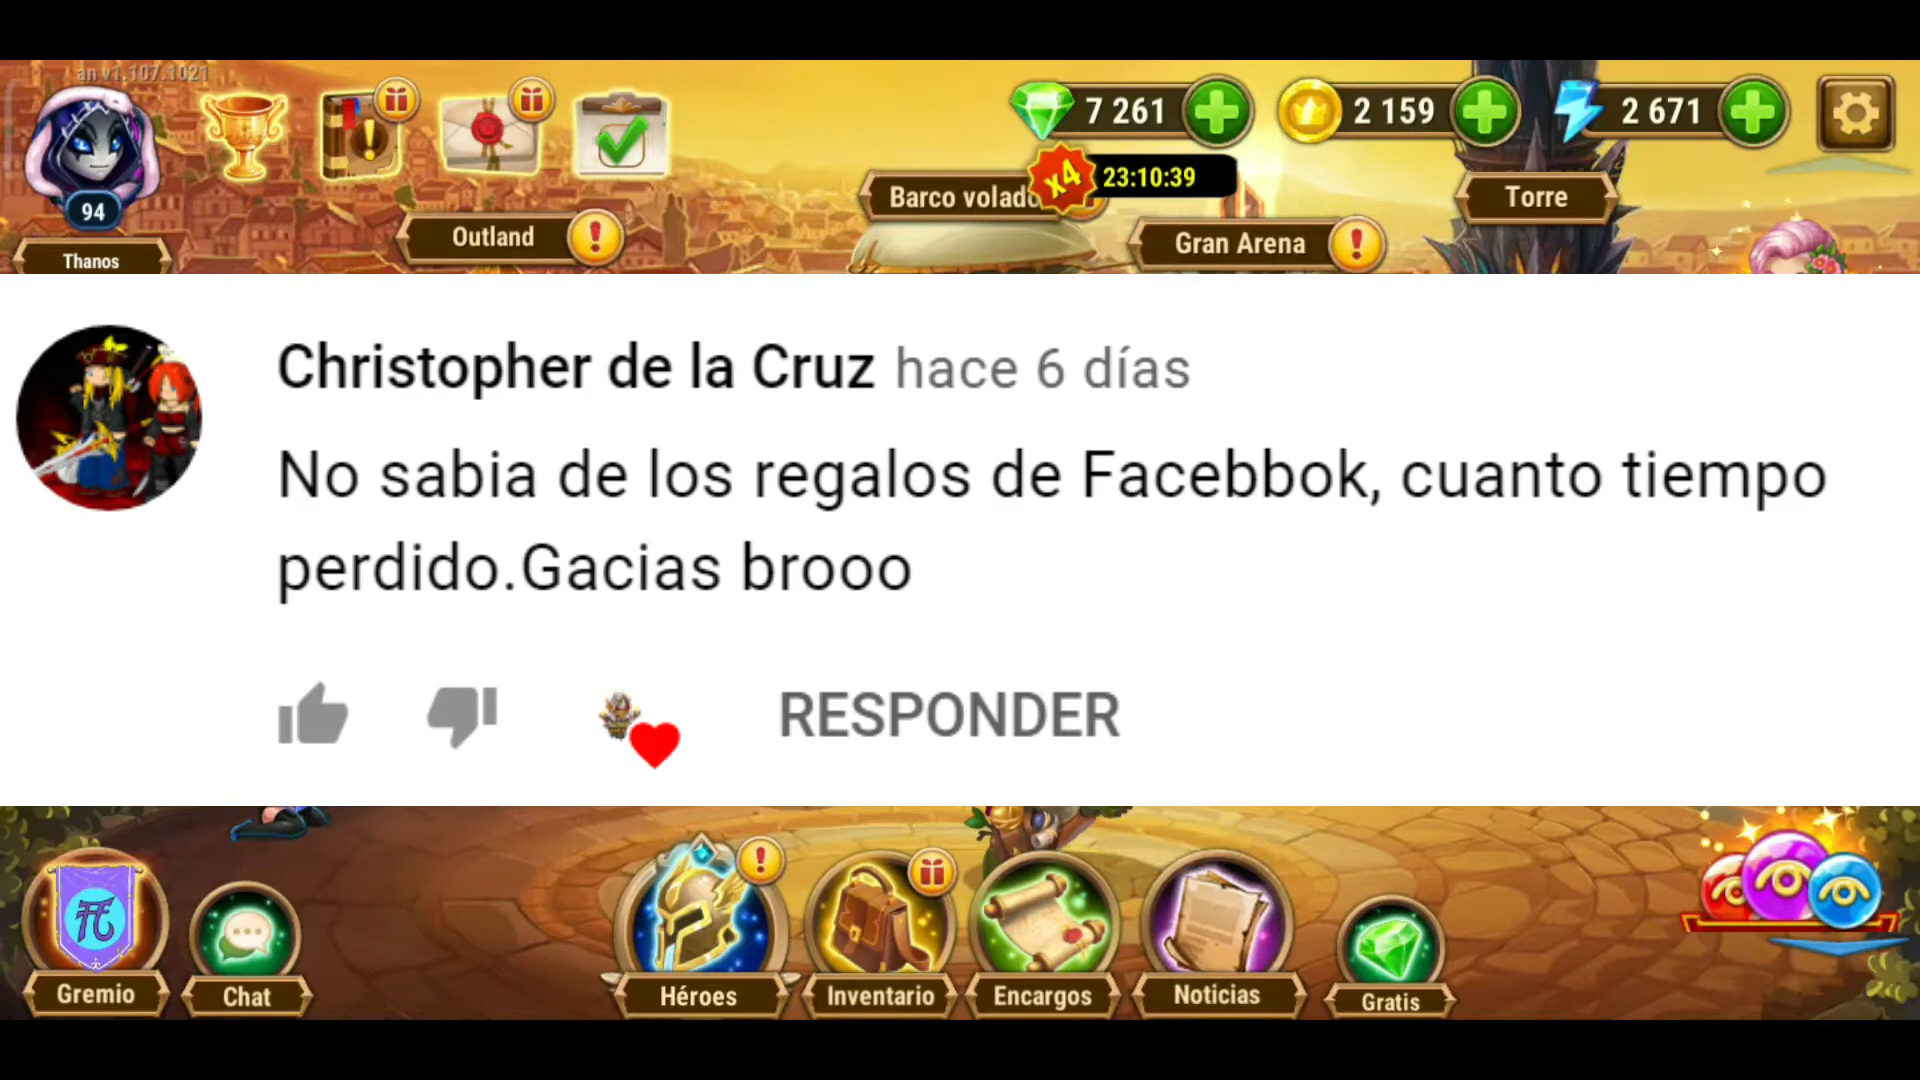 an v1.107.1021
7 261
2 159
2 671
x4
23:10:39
94
Thanos
Outland
Barco volado
Gran Arena
Torre
Christopher de la Cruz hace 6 días
No sabia de los regalos de Facebbok, cuanto tiempo
perdido.Gacias brooo
RESPONDER
Gremio
Chat
Héroes
Inventario
Encargos
Noticias
Gratis